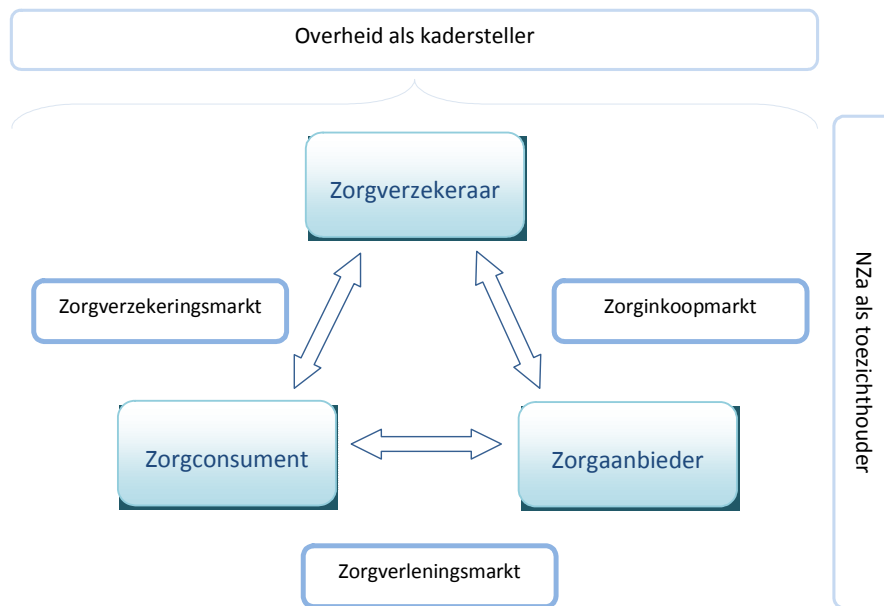 Overheid als kadersteller
Zorgverzekeraar
Zorgverzekeringsmarkt
Zorginkoopmarkt
NZa als toezichthouder
Zorgconsument
Zorgaanbieder
Zorgverleningsmarkt